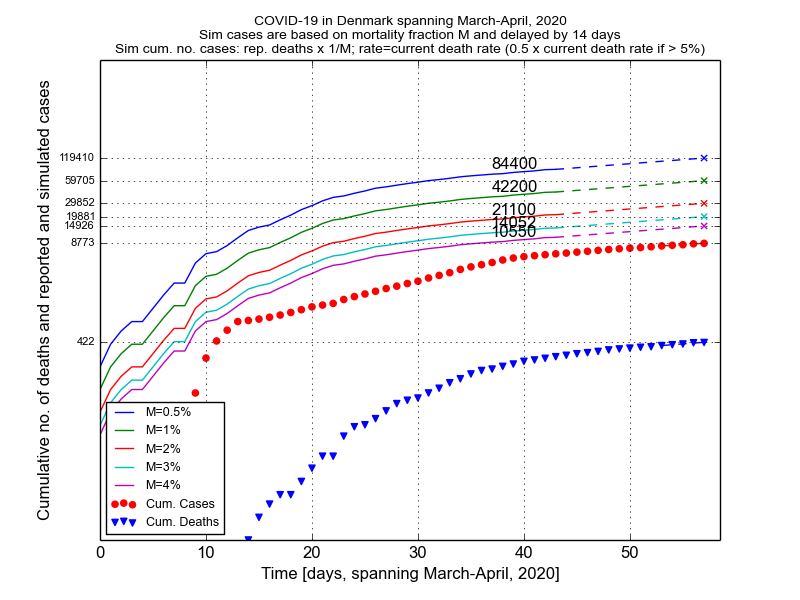 COVID-19 in Denmark spanning March-April, 2020
Sim cases are based on mortality fraction M and delayed by 14 days
Sim cum. no. cases: rep. deaths x 1/M; rate=current death rate (0.5 x current death rate if > 5%)
Cumulative no. of deaths and reported and simulated cases
119410
59705
29852
19881
14926
8773
422
84400
42200
21100
14052
10550
M=0.5%
M=1%
M=2%
M=3%
M=4%
Cum. Cases
Cum. Deaths
0 10 20 30 40 50
Time [days, spanning March-April, 2020]